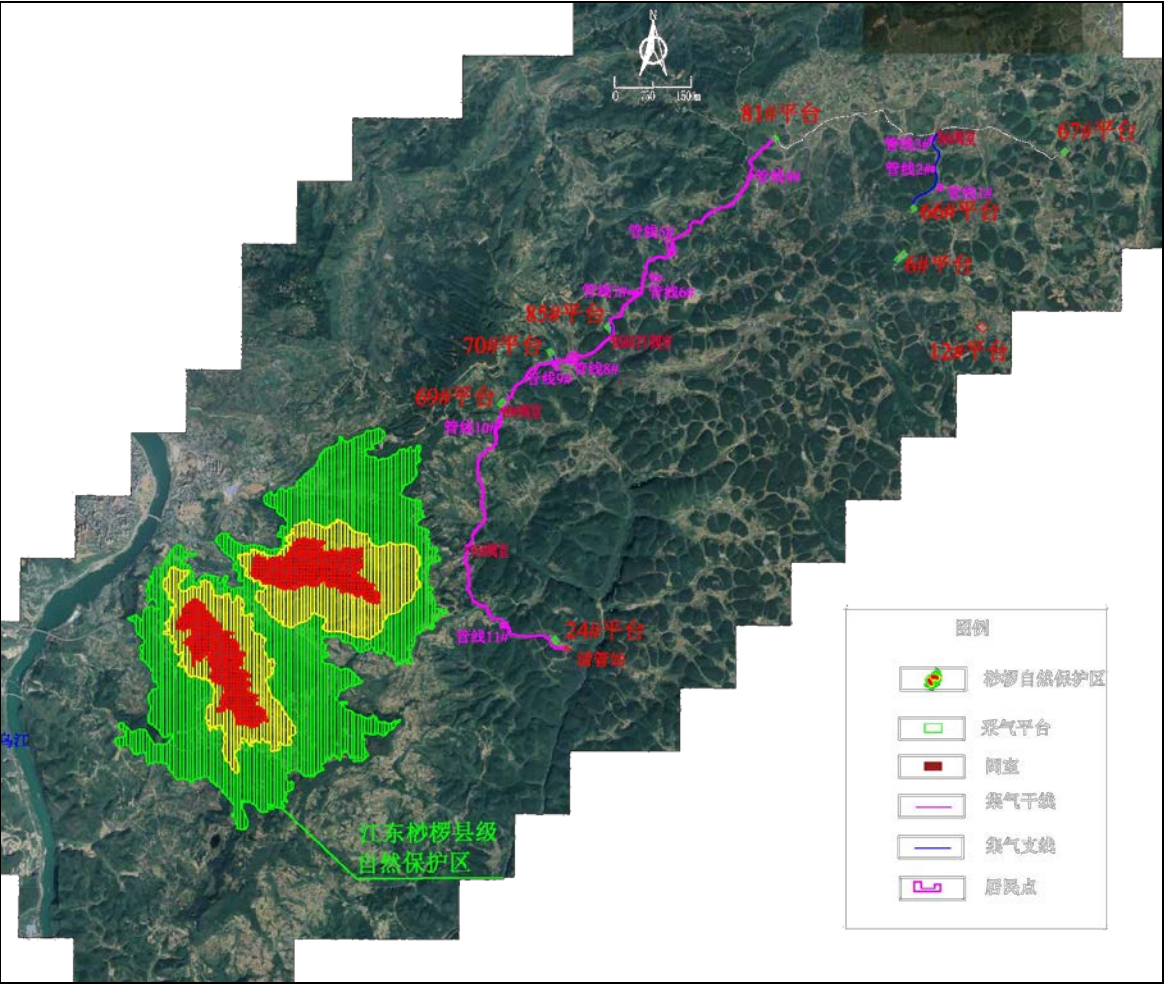 N
0 750 1500m
81#平台
67#平台
管线3#
管线2#
管线4#
管线1#
66#平台
管线5#
6#平台
管线7#
管线6#
85#平台
12#平台
70#平台
管线8#
管线9#
69#平台
管线10#
24#平台
管线11#
清管站
乌江
江东桫椤县级
自然保护区
图例
桫椤自然保护区
采气平台
阀室
集气干线
集气支线
居民点